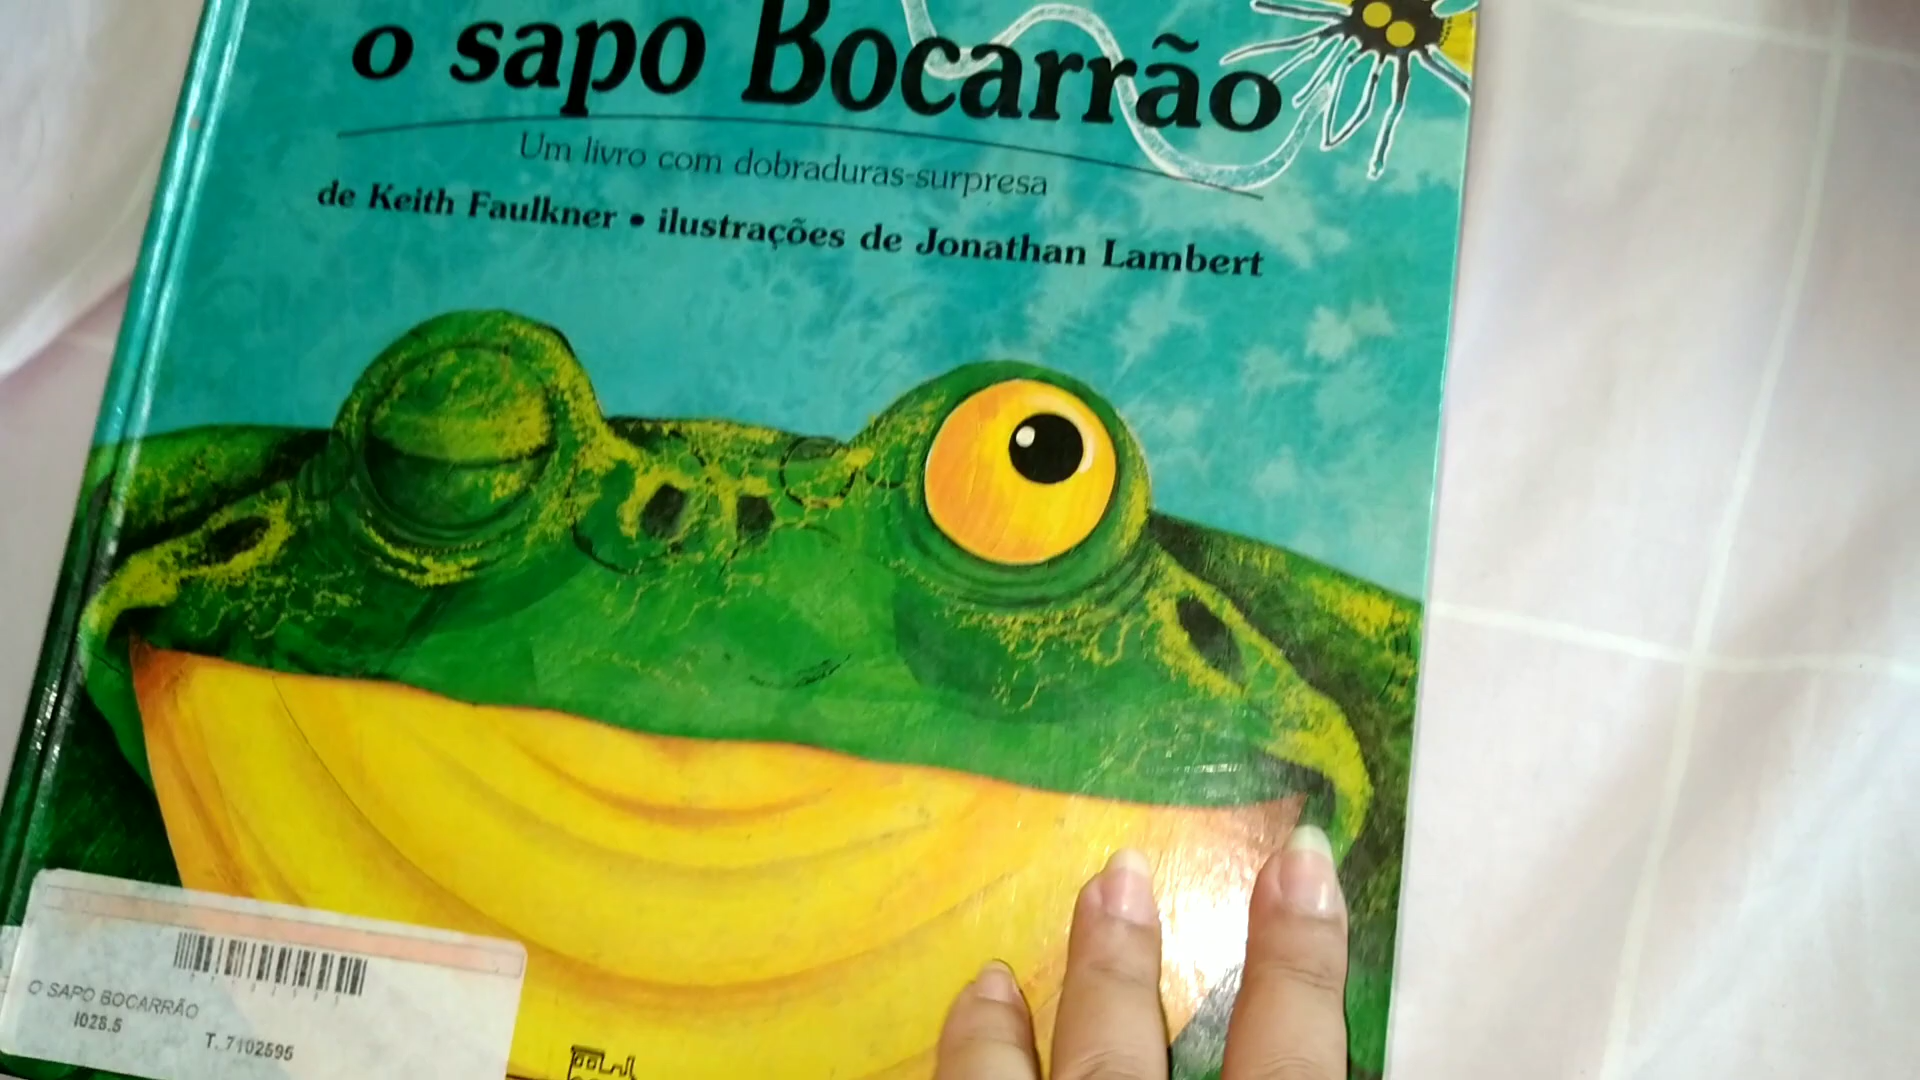 o sapo Bocarrão
Um livro com dobraduras-surpresa
de Keith Faulkner • ilustrações de Jonathan Lambert
O SAPO BOCARRÃO
I028.5
T. 7102595